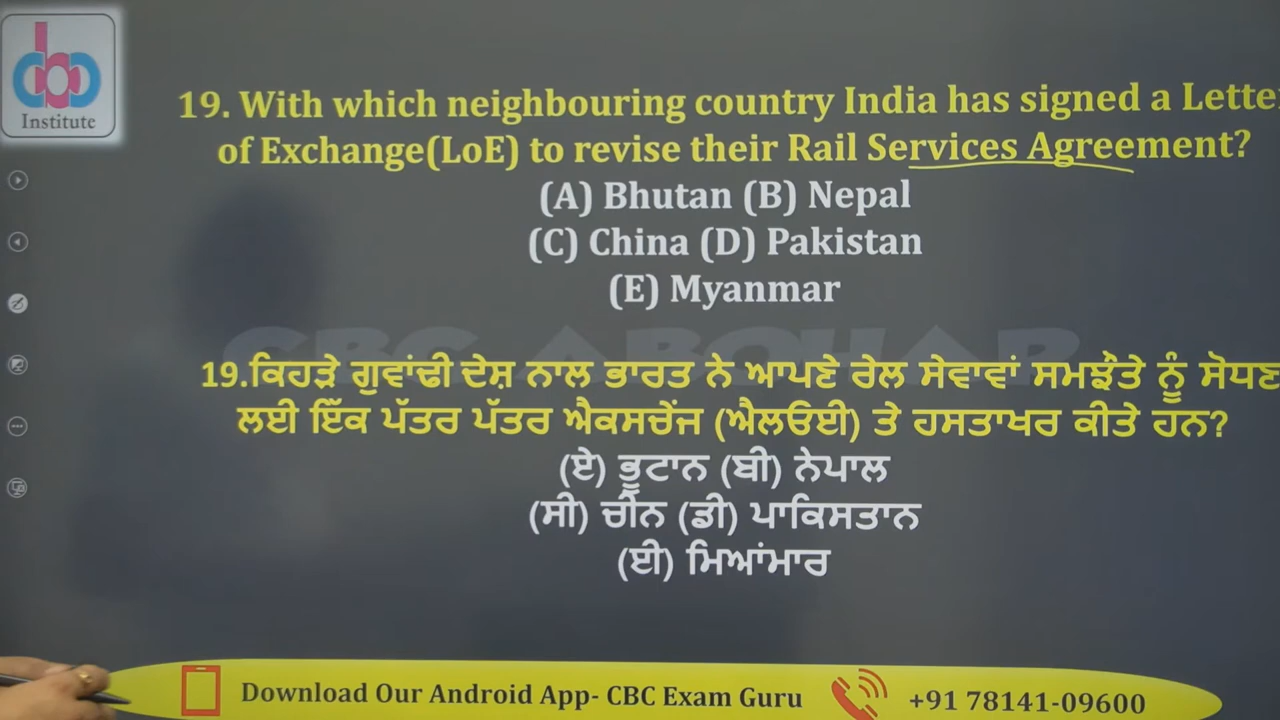 Institute
19. With which neighbouring country India has signed a Lette
of Exchange(LoE) to revise their Rail Services Agreement?
(A) Bhutan (B) Nepal
(C) China (D) Pakistan
(E) Myanmar
CBC ABOHAR
19.ਕਿਹੜੇ ਗੁਵਾਂਢੀ ਦੇਸ਼ ਨਾਲ ਭਾਰਤ ਨੇ ਆਪਣੇ ਰੇਲ ਸੇਵਾਵਾਂ ਸਮਝੌਤੇ ਨੂੰ ਸੋਧਣ
ਲਈ ਇੱਕ ਪੱਤਰ ਪੱਤਰ ਐਕਸਚੇਂਜ (ਐਲਓਈ) ਤੇ ਹਸਤਾਖਰ ਕੀਤੇ ਹਨ?
(ਏ) ਭੂਟਾਨ (ਬੀ) ਨੇਪਾਲ
(ਸੀ) ਚੀਨ (ਡੀ) ਪਾਕਿਸਤਾਨ
(ਈ) ਮਿਆਂਮਾਰ
Download Our Android App- CBC Exam Guru
+91 78141-09600